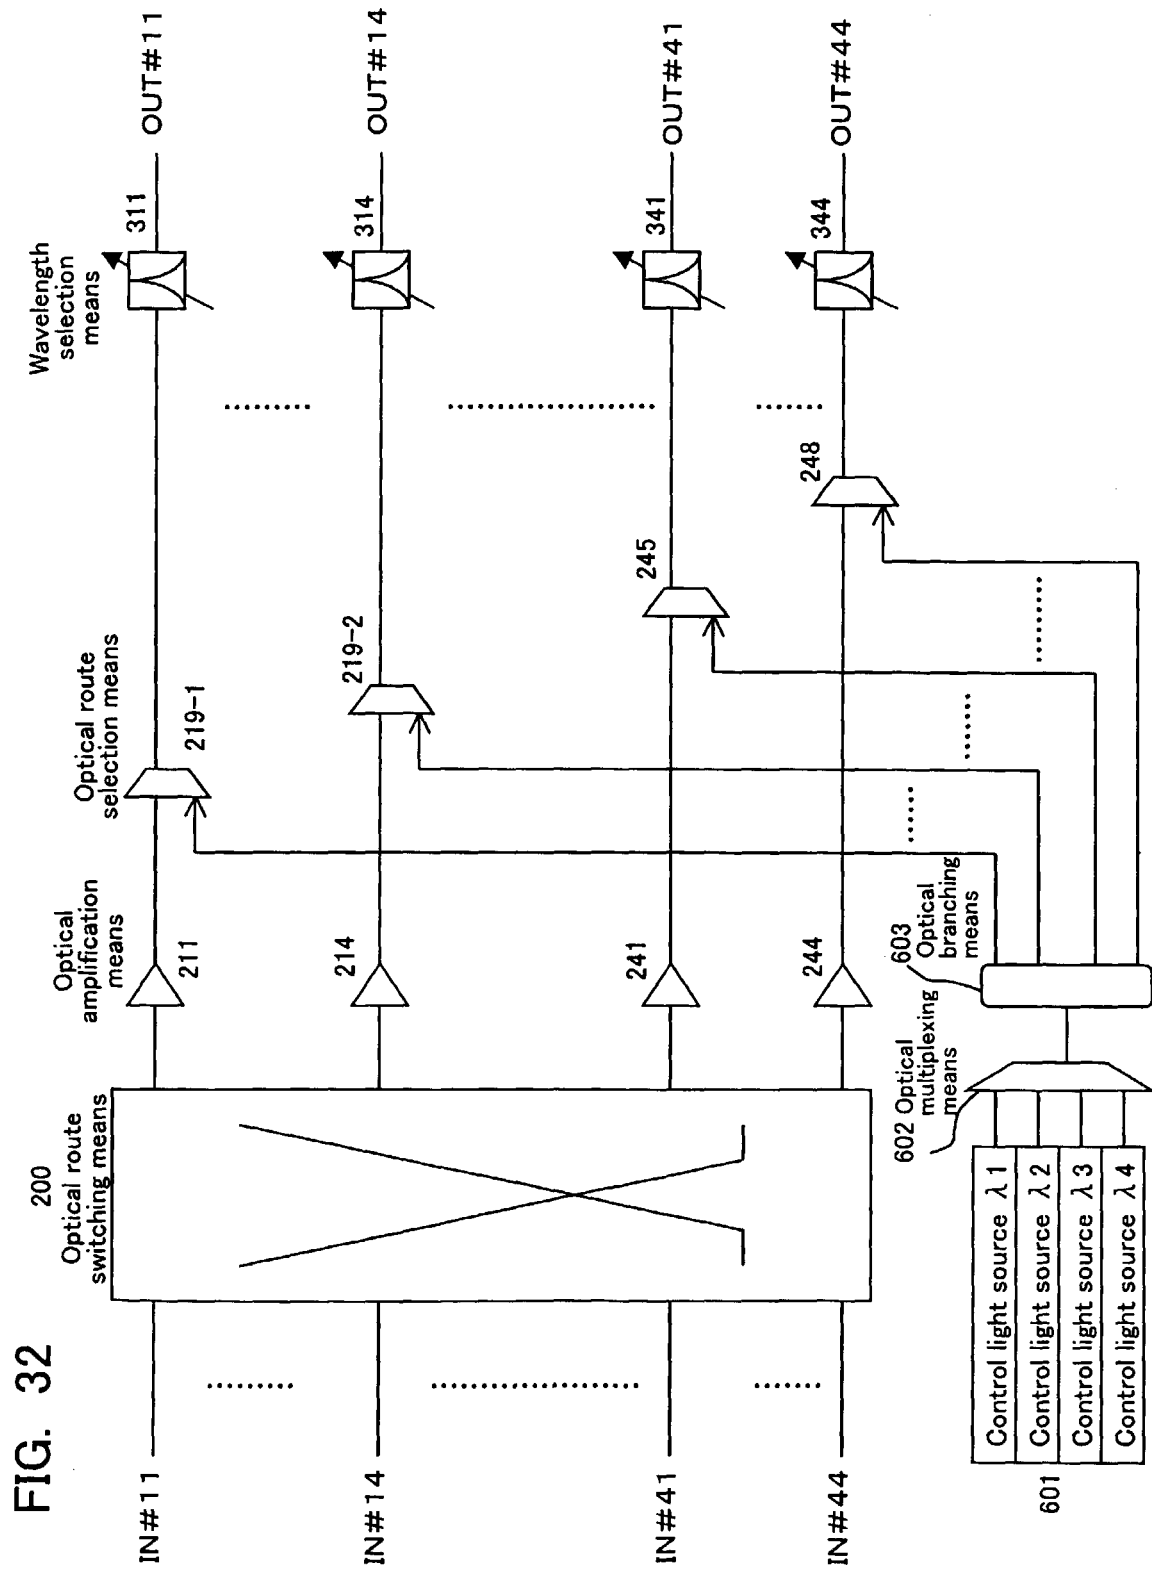 FIG. 32
200
Optical route
switching means
Optical
amplification
means
Optical route
selection means
Wavelength
selection
means
IN#11
211
219-1
311
OUT#11
IN#14
214
219-2
314
OUT#14
IN#41
241
245
341
OUT#41
IN#44
244
248
344
OUT#44
602 Optical
multiplexing
means
603
Optical
branching
means
Control light source λ1
Control light source λ2
Control light source λ3
Control light source λ4
601